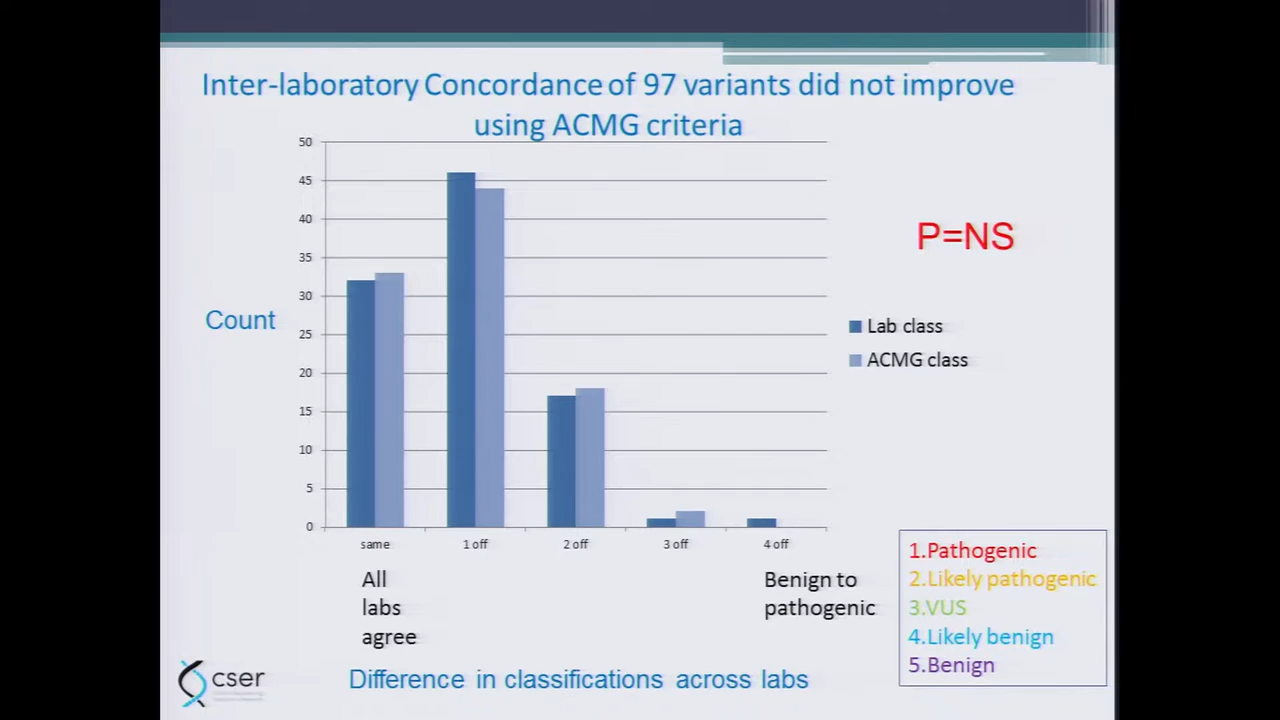 Inter-laboratory Concordance of 97 variants did not improve
using ACMG criteria
50
45
40
35
30
25
20
15
10
5
0
Count
same
1 off
2 off
3 off
4 off
All
labs
agree
Benign to
pathogenic
Difference in classifications across labs
P=NS
Lab class
ACMG class
1.Pathogenic
2.Likely pathogenic
3.VUS
4.Likely benign
5.Benign
cser